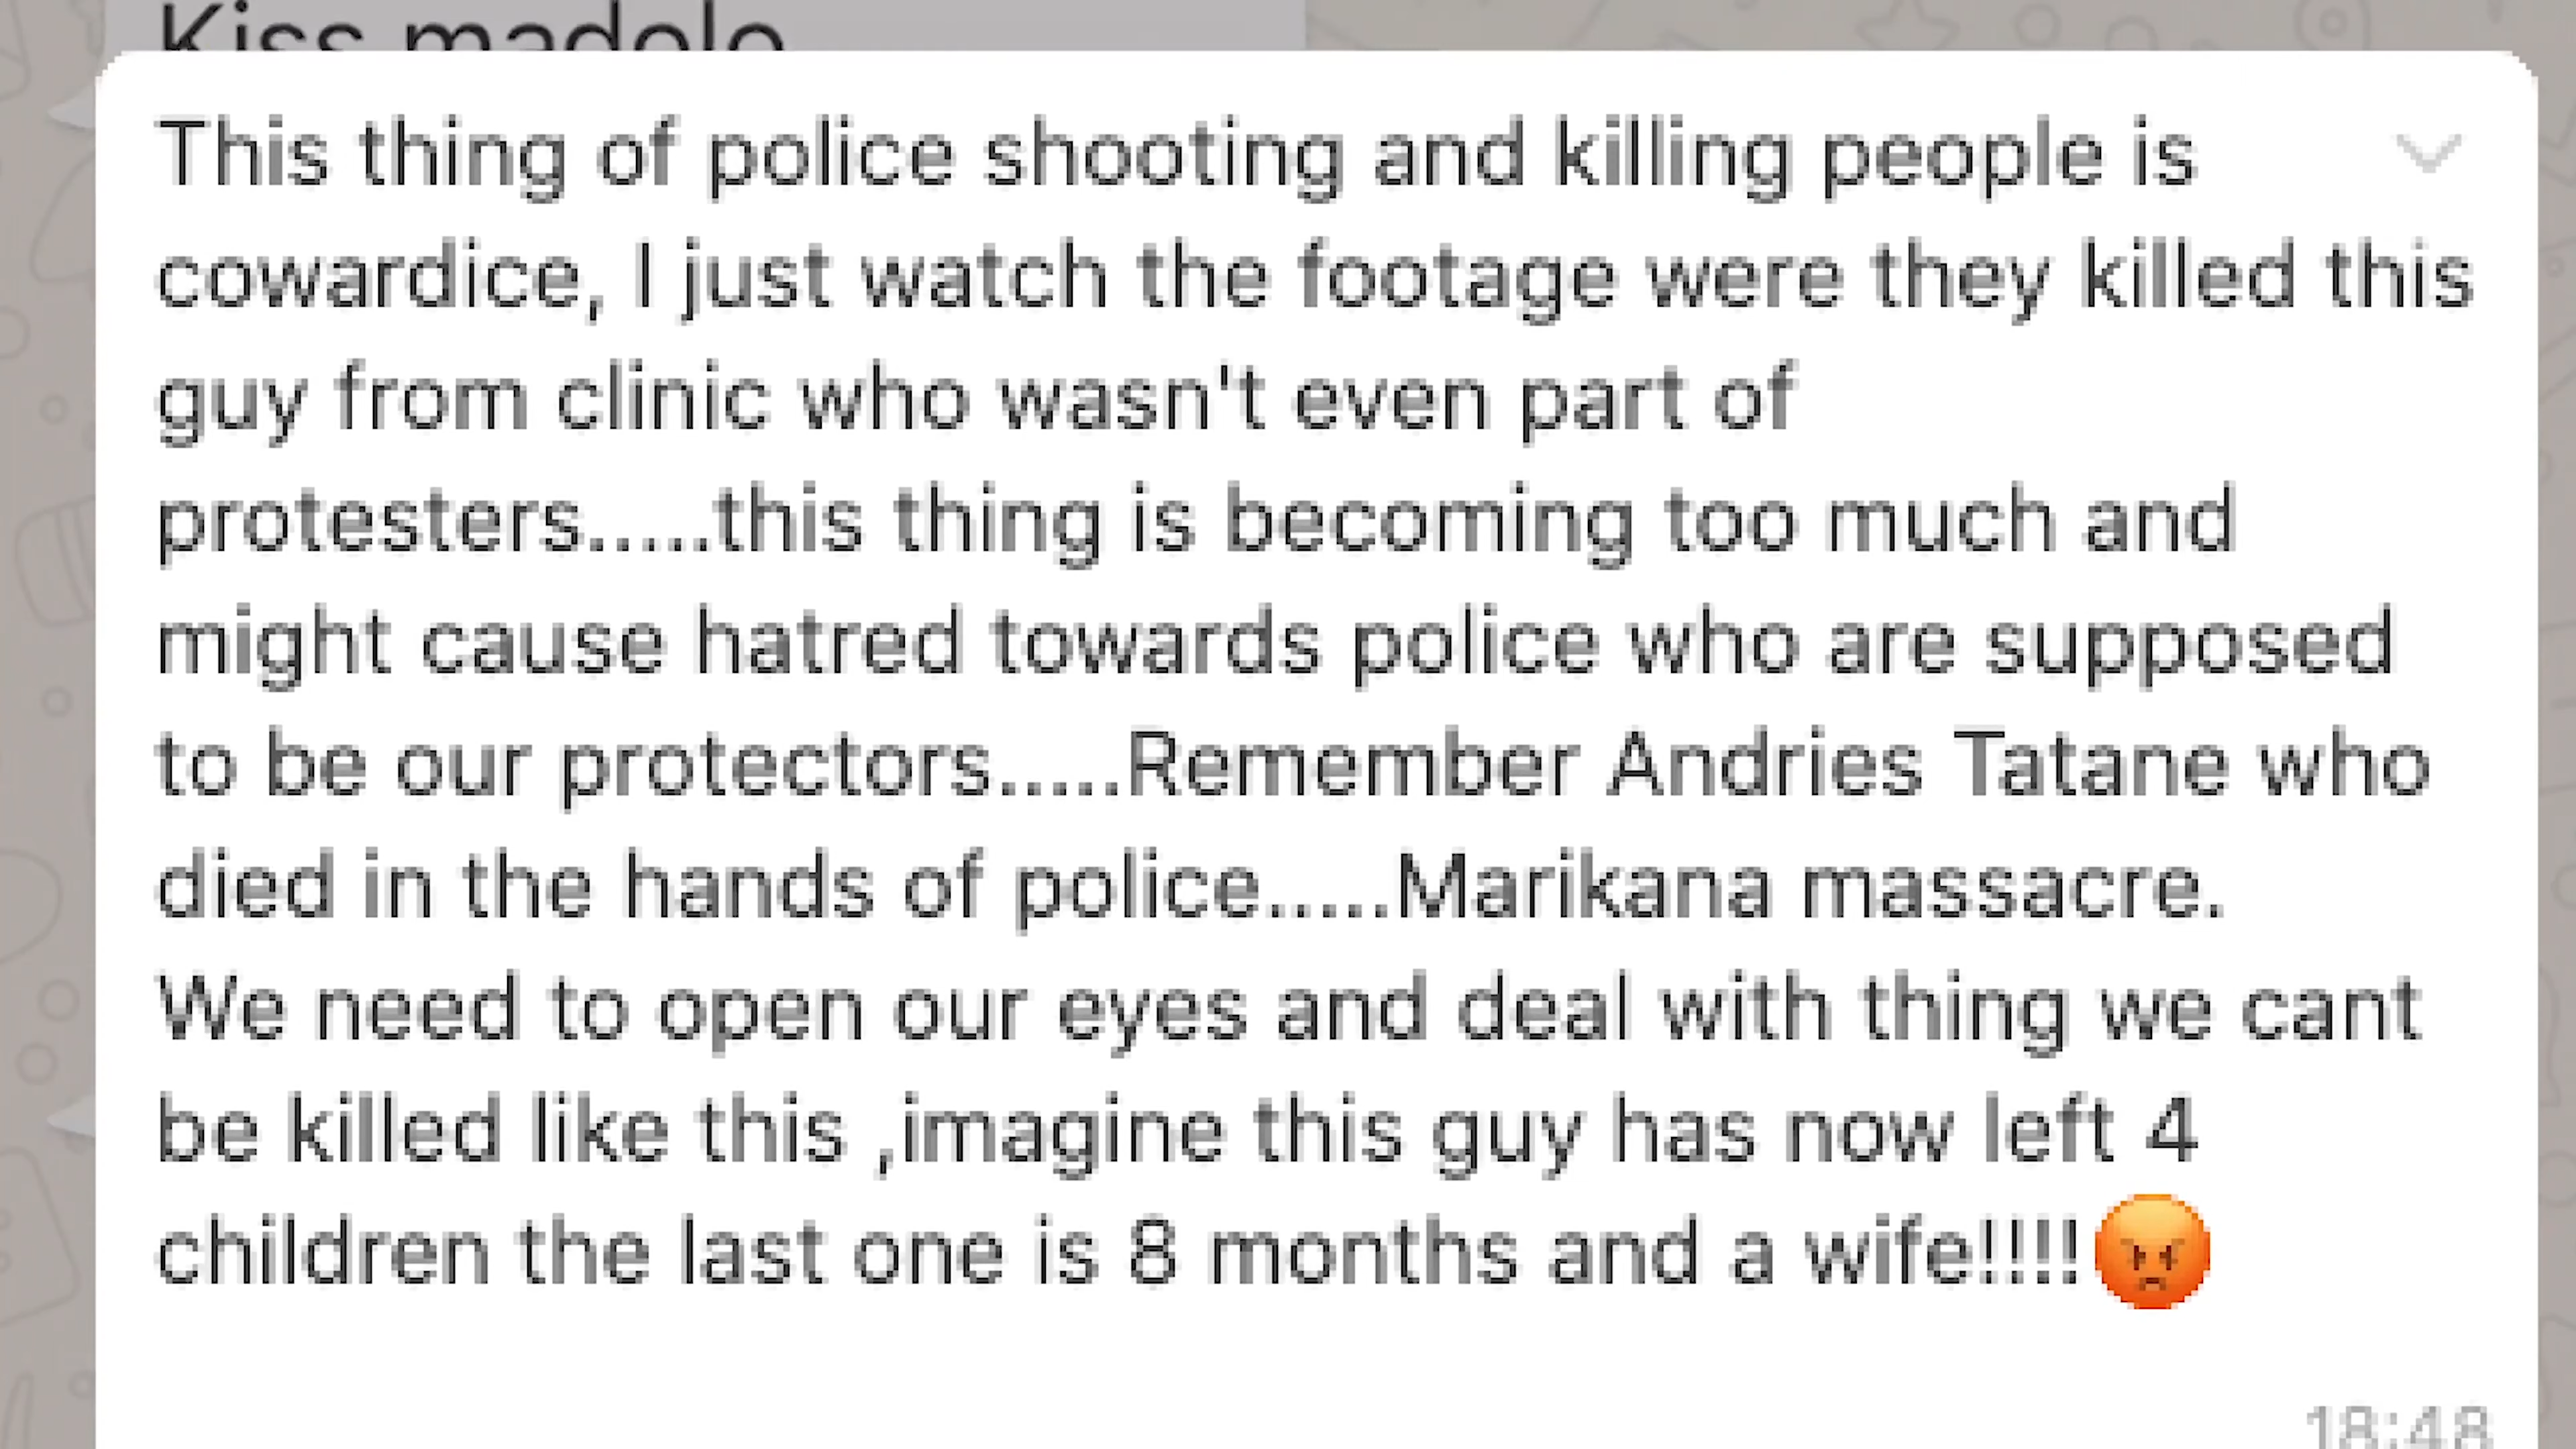 Kiss madolo
This thing of police shooting and killing people is
cowardice, I just watch the footage were they killed this
guy from clinic who wasn't even part of
protesters.....this thing is becoming too much and
might cause hatred towards police who are supposed
to be our protectors.....Remember Andries Tatane who
died in the hands of police.....Marikana massacre.
We need to open our eyes and deal with thing we cant
be killed like this ,imagine this guy has now left 4
children the last one is 8 months and a wife!!!!😡
18:48